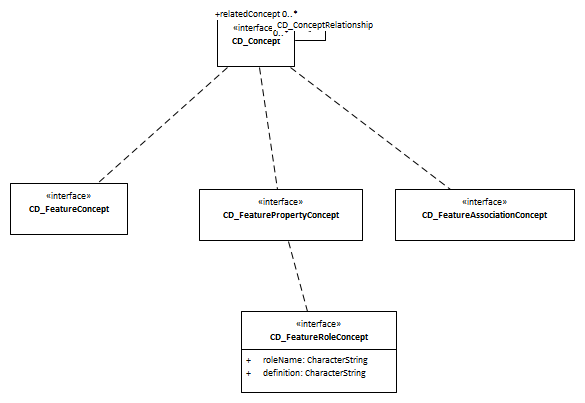 +relatedConcept 0..*
«interface»
CD_ConceptRelationship
0..*
CD_Concept
«interface»
CD_FeatureConcept
«interface»
CD_FeaturePropertyConcept
«interface»
CD_FeatureAssociationConcept
«interface»
CD_FeatureRoleConcept
+ roleName: CharacterString
+ definition: CharacterString